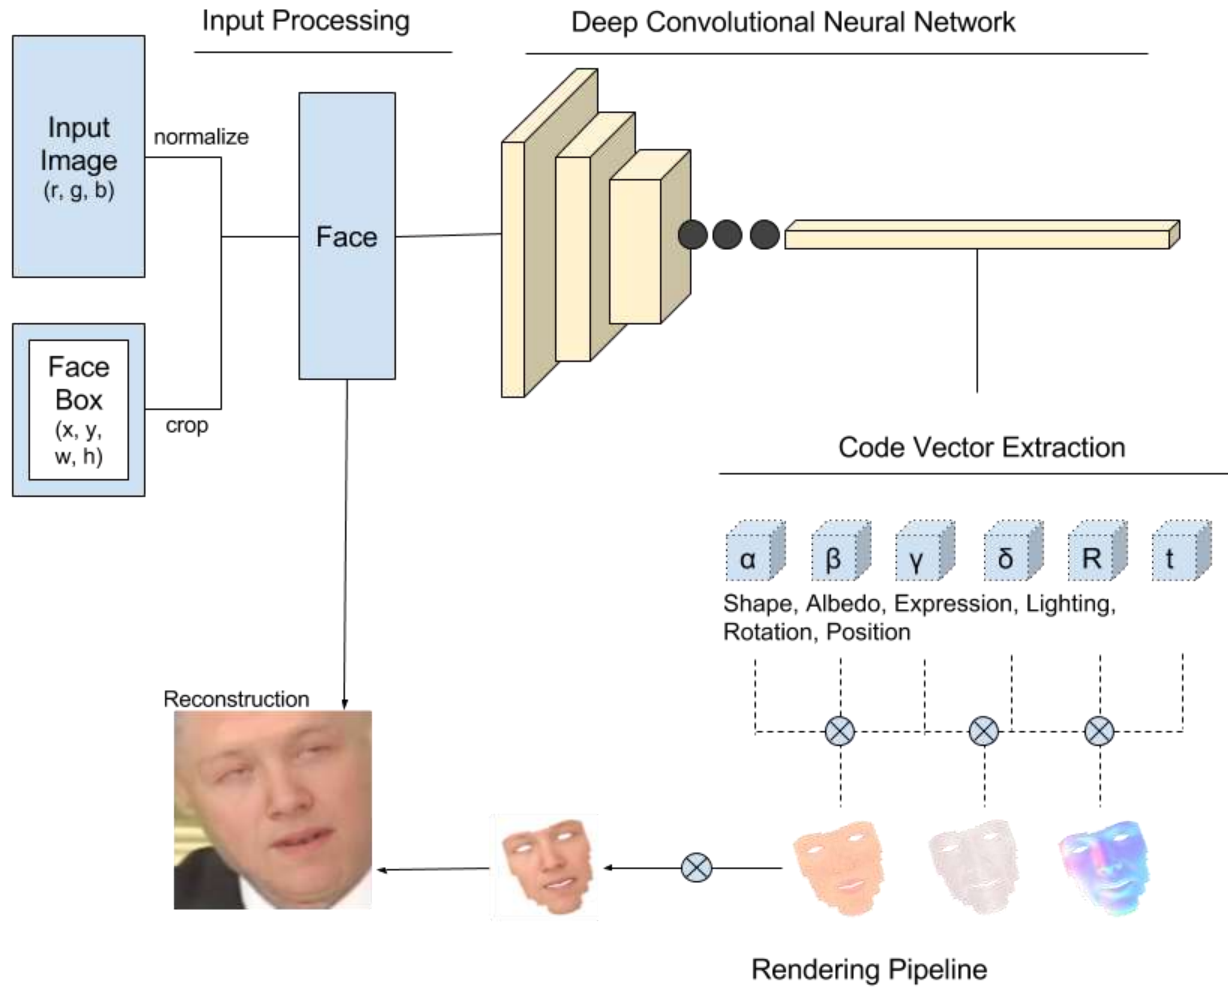 Input Processing
Deep Convolutional Neural Network
Input
Image
(r, g, b)
normalize
Face
Face
Box
(x, y,
w, h)
crop
Code Vector Extraction
α β γ δ R t
Shape, Albedo, Expression, Lighting,
Rotation, Position
Reconstruction
Rendering Pipeline